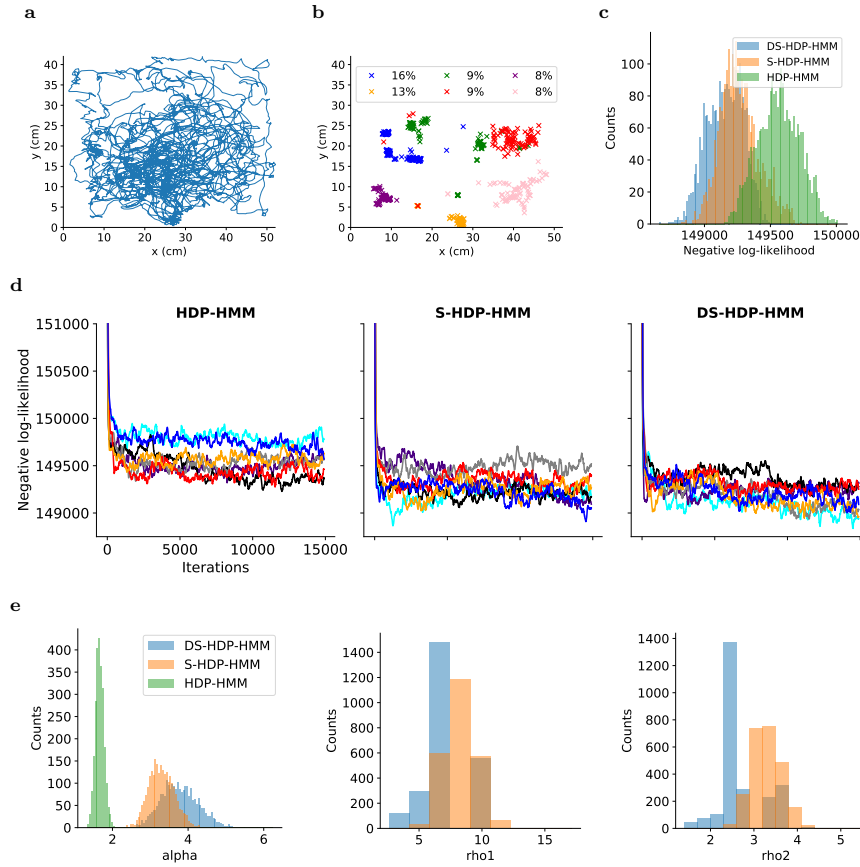 a
y (cm)
40
35
30
25
20
15
10
5
0
0 10 20 30 40 50
x (cm)
b
16% 9% 8%
13% 9% 8%
y (cm)
40
35
30
25
20
15
10
5
0
0 10 20 30 40 50
x (cm)
c
DS-HDP-HMM
S-HDP-HMM
HDP-HMM
Counts
100
80
60
40
20
0
149000 149500 150000
Negative log-likelihood
d
HDP-HMM
S-HDP-HMM
DS-HDP-HMM
Negative log-likelihood
151000
150500
150000
149500
149000
0 5000 10000 15000
Iterations
e
DS-HDP-HMM
S-HDP-HMM
HDP-HMM
Counts
400
350
300
250
200
150
100
50
0
2 4 6
alpha
Counts
1400
1200
1000
800
600
400
200
0
5 10 15
rho1
Counts
1400
1200
1000
800
600
400
200
0
2 3 4 5
rho2